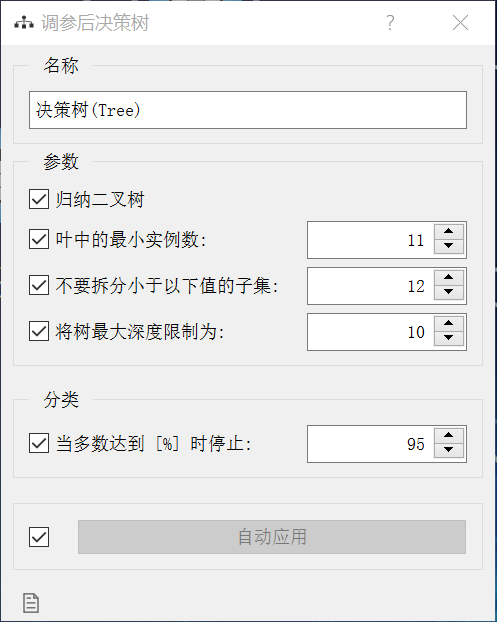 调参后决策树
?
名称
决策树(Tree)
参数
归纳二叉树
叶中的最小实例数: 11
不要拆分小于以下值的子集: 12
将树最大深度限制为: 10
分类
当多数达到 [%] 时停止: 95
自动应用